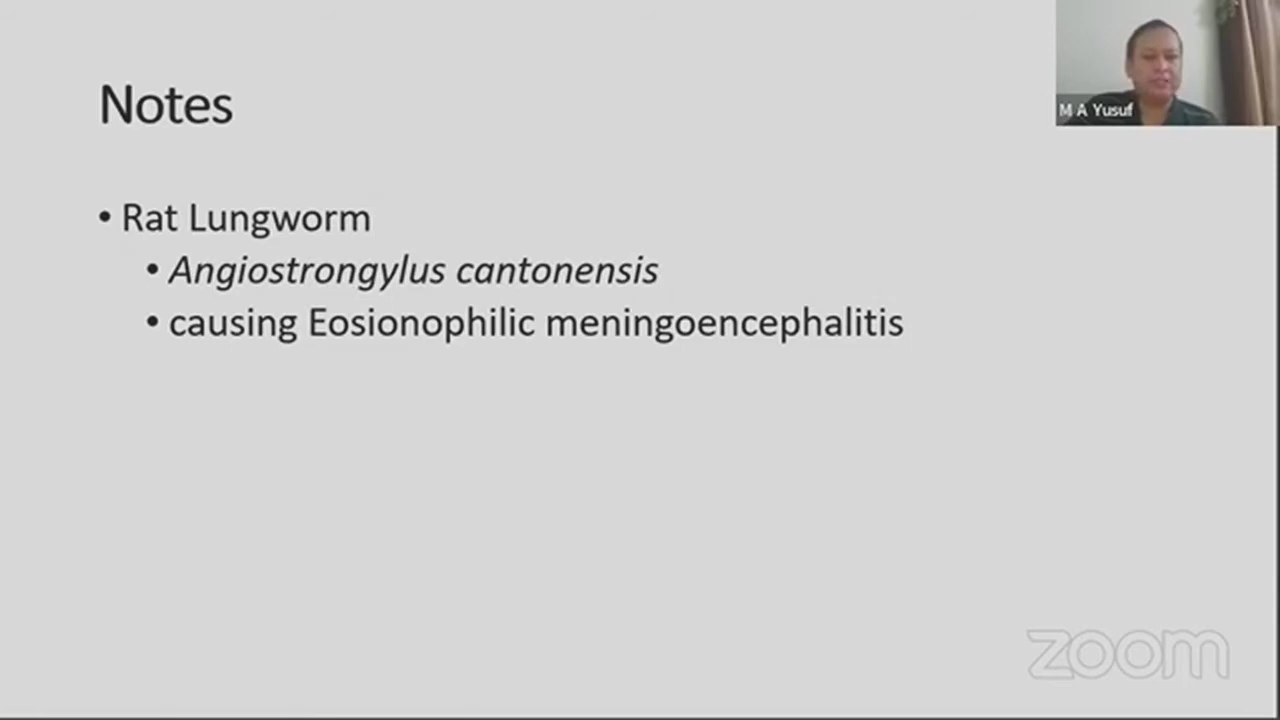 Notes
M A Yusuf
• Rat Lungworm
• Angiostrongylus cantonensis
• causing Eosionophilic meningoencephalitis
zoom